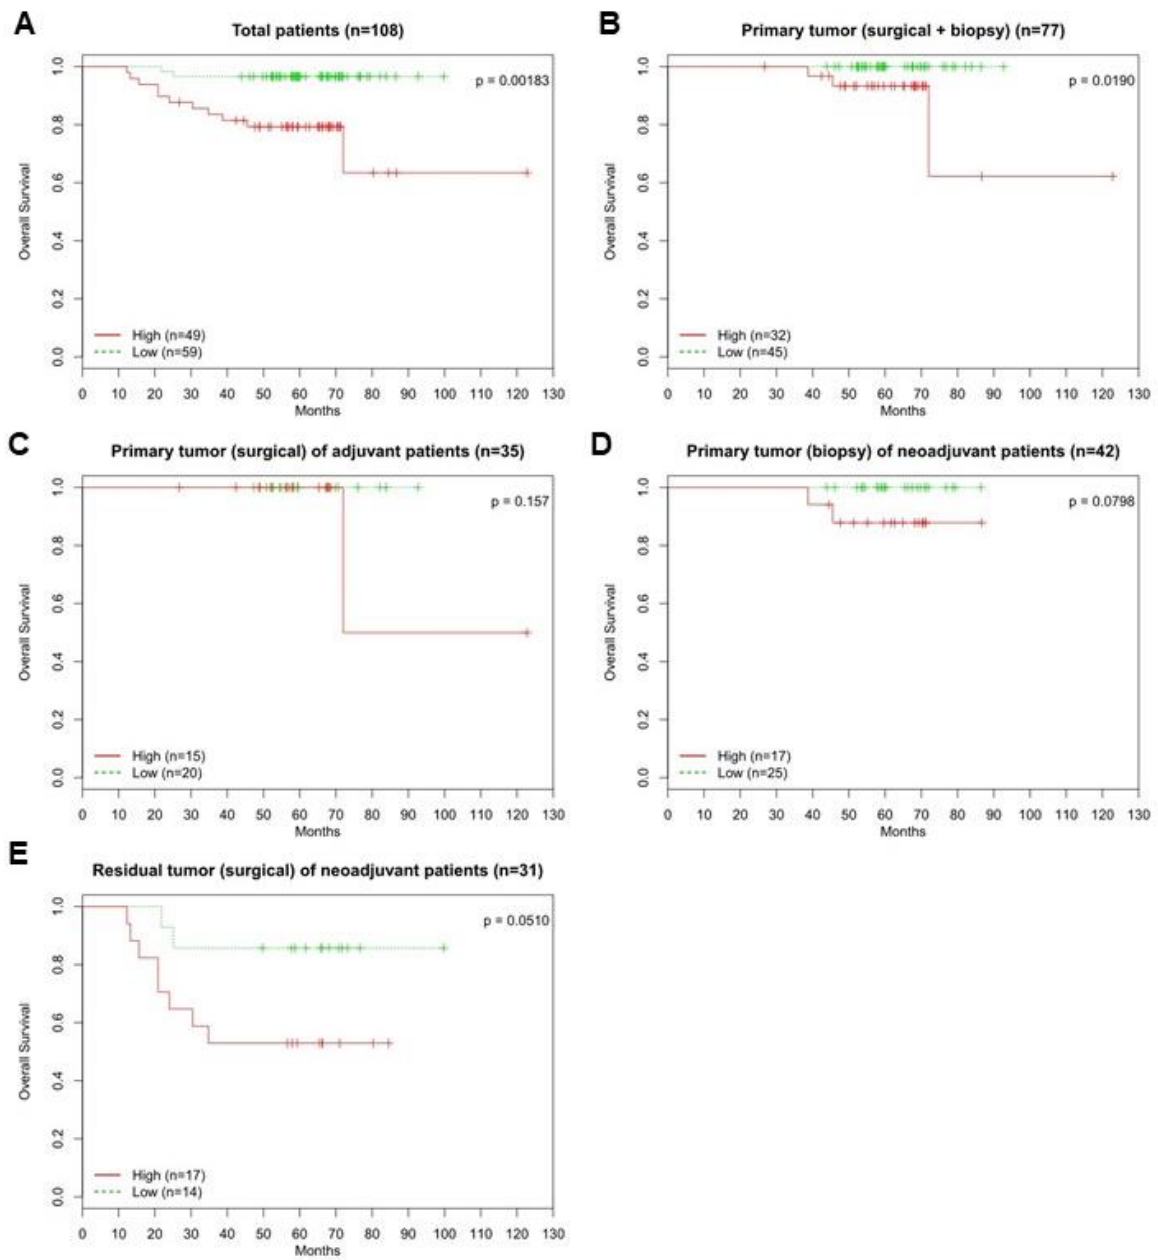 A
Total patients (n=108)
p = 0.00183
Overall Survival
1.0
0.8
0.6
0.4
0.2
0.0
High (n=49)
Low (n=59)
0 10 20 30 40 50 60 70 80 90 100 110 120 130
Months
B
Primary tumor (surgical + biopsy) (n=77)
p = 0.0190
Overall Survival
1.0
0.8
0.6
0.4
0.2
0.0
High (n=32)
Low (n=45)
0 10 20 30 40 50 60 70 80 90 100 110 120 130
Months
C
Primary tumor (surgical) of adjuvant patients (n=35)
p = 0.157
Overall Survival
1.0
0.8
0.6
0.4
0.2
0.0
High (n=15)
Low (n=20)
0 10 20 30 40 50 60 70 80 90 100 110 120 130
Months
D
Primary tumor (biopsy) of neoadjuvant patients (n=42)
p = 0.0798
Overall Survival
1.0
0.8
0.6
0.4
0.2
0.0
High (n=17)
Low (n=25)
0 10 20 30 40 50 60 70 80 90 100 110 120 130
Months
E
Residual tumor (surgical) of neoadjuvant patients (n=31)
p = 0.0510
Overall Survival
1.0
0.8
0.6
0.4
0.2
0.0
High (n=17)
Low (n=14)
0 10 20 30 40 50 60 70 80 90 100 110 120 130
Months